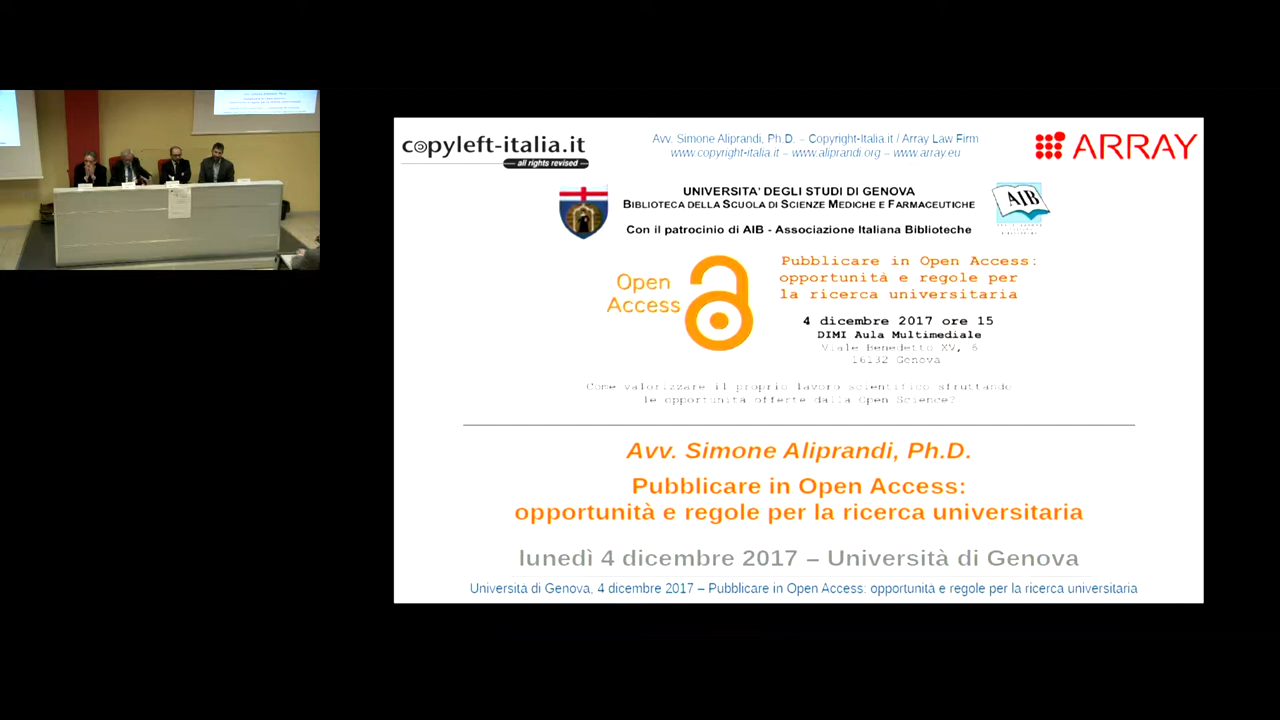 copyleft-italia.it
all rights revised
Avv. Simone Aliprandi, Ph.D. – Copyright-Italia.it / Array Law Firm
www.copyright-italia.it – www.aliprandi.org – www.array.eu
ARRAY
UNIVERSITA' DEGLI STUDI DI GENOVA
BIBLIOTECA DELLA SCUOLA DI SCIENZE MEDICHE E FARMACEUTICHE
Con il patrocinio di AIB - Associazione Italiana Biblioteche
AIB
Open
Access
Pubblicare in Open Access:
opportunità e regole per
la ricerca universitaria
4 dicembre 2017 ore 15
DIMI Aula Multimediale
Viale Benedetto XV, 6
16132 Genova
Come valorizzare il proprio lavoro scientifico sfruttando
le opportunità offerte dalla Open Science?
Avv. Simone Aliprandi, Ph.D.
Pubblicare in Open Access:
opportunità e regole per la ricerca universitaria
lunedì 4 dicembre 2017 – Università di Genova
Università di Genova, 4 dicembre 2017 – Pubblicare in Open Access: opportunità e regole per la ricerca universitaria